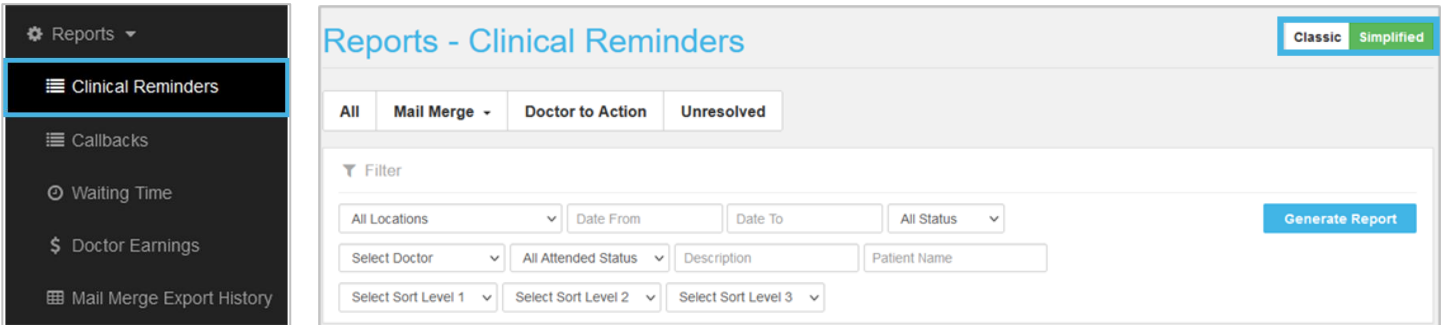 Reports
Clinical Reminders
Callbacks
Waiting Time
$ Doctor Earnings
Mail Merge Export History
Reports - Clinical Reminders
Classic Simplified
All Mail Merge Doctor to Action Unresolved
Filter
All Locations Date From Date To All Status Generate Report
Select Doctor All Attended Status Description Patient Name
Select Sort Level 1 Select Sort Level 2 Select Sort Level 3